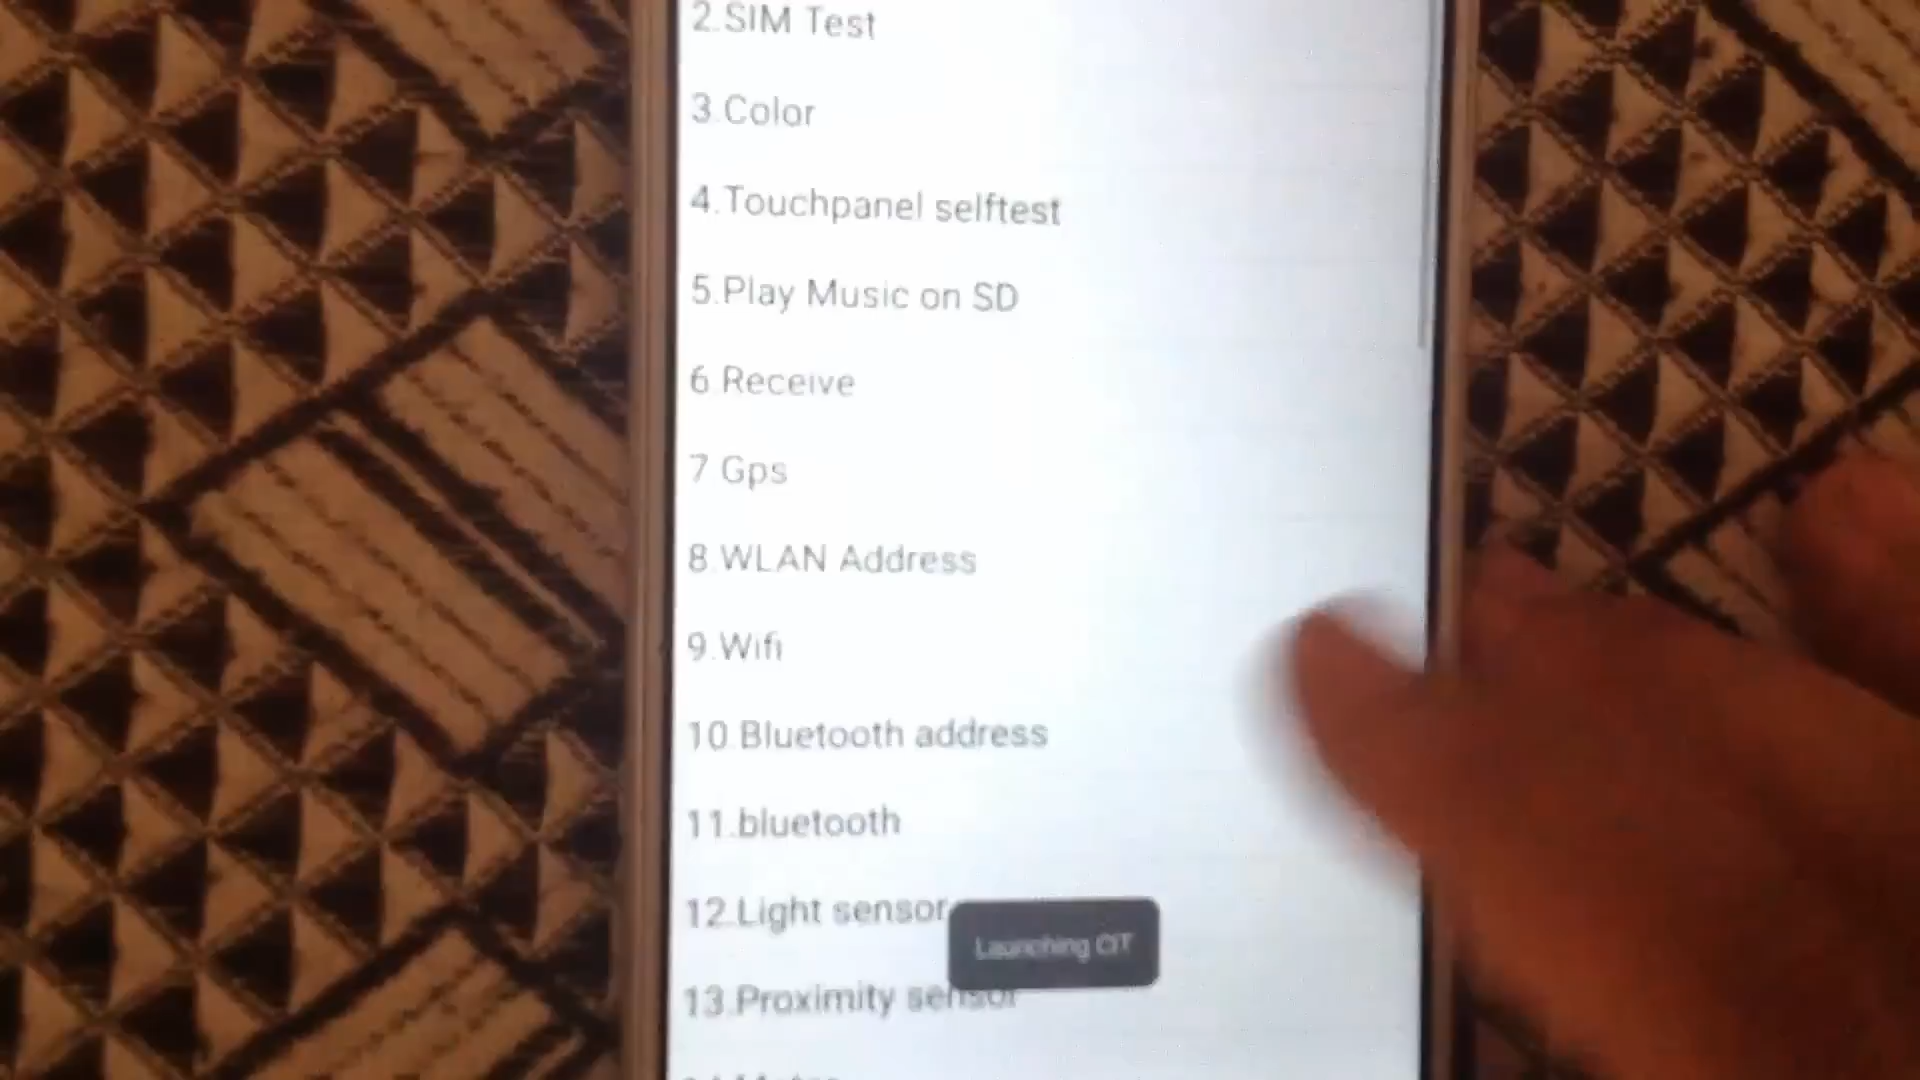 2.SIM Test
3.Color
4.Touchpanel selftest
5.Play Music on SD
6.Receive
7.Gps
8.WLAN Address
9.Wifi
10.Bluetooth address
11.bluetooth
12.Light sensor
Launching CIT
13.Proximity sensor